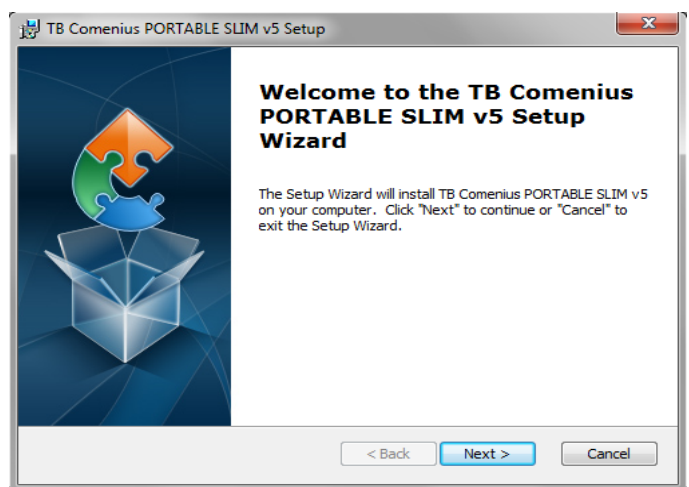 TB Comenius PORTABLE SLIM v5 Setup
Welcome to the TB Comenius
PORTABLE SLIM v5 Setup
Wizard
The Setup Wizard will install TB Comenius PORTABLE SLIM v5
on your computer. Click "Next" to continue or "Cancel" to
exit the Setup Wizard.
< Back Next > Cancel